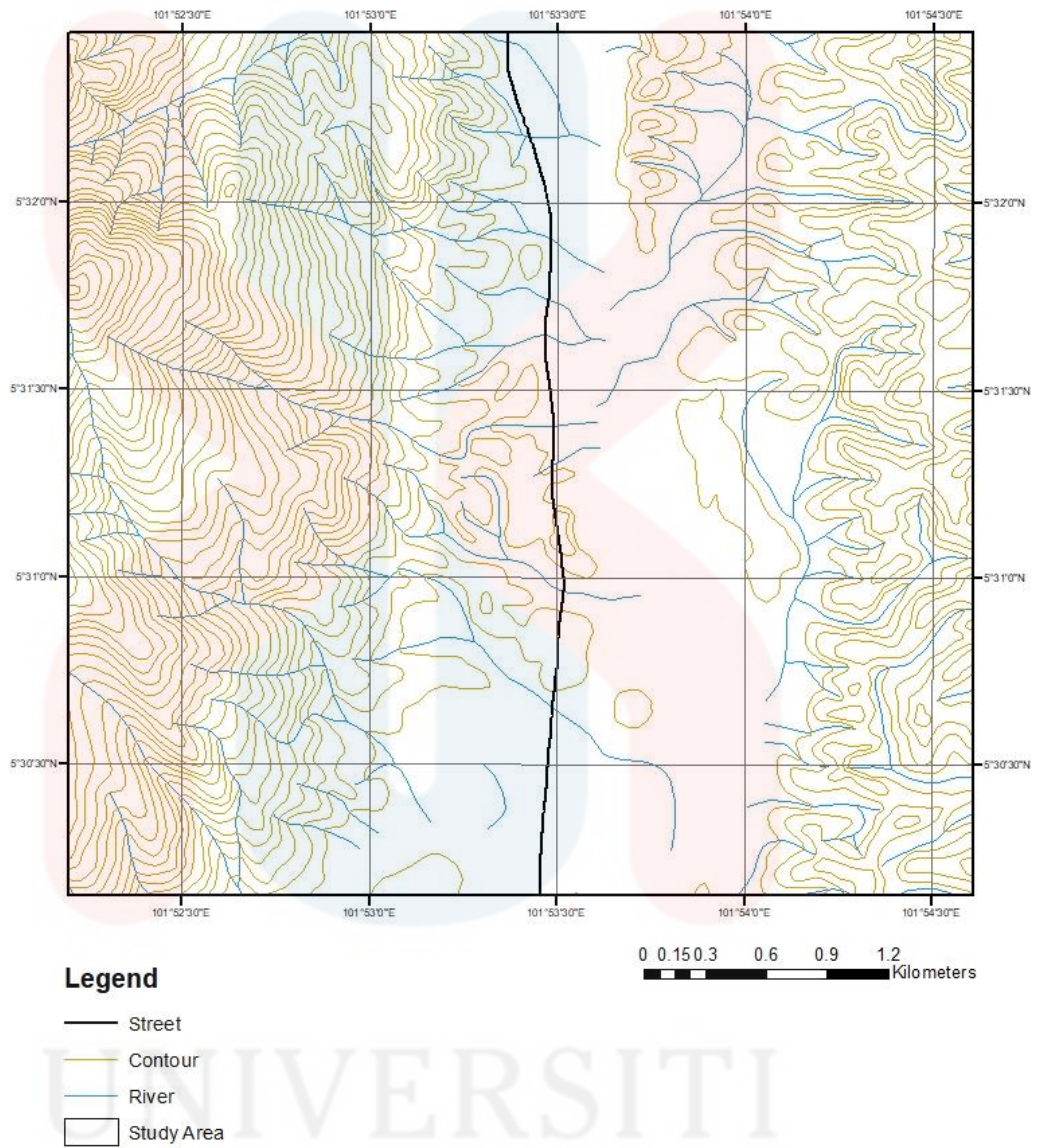 101°52'30"E 101°53'0"E 101°53'30"E 101°54'0"E 101°54'30"E
5°32'0"N 5°32'0"N
5°31'30"N 5°31'30"N
5°31'0"N 5°31'0"N
5°30'30"N 5°30'30"N
101°52'30"E 101°53'0"E 101°53'30"E 101°54'0"E 101°54'30"E
0 0.15 0.3 0.6 0.9 1.2
Kilometers
Legend
Street
Contour
River
Study Area
UNIVERSITI